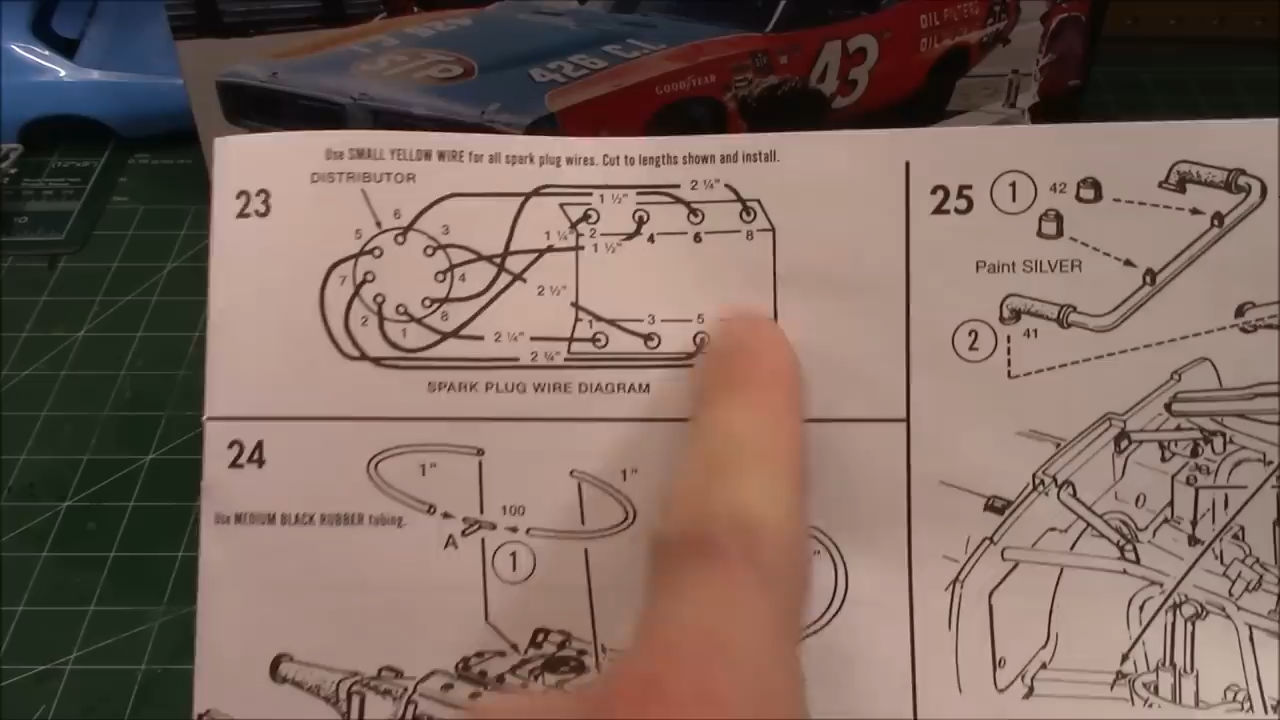 STP
426 C.I.
GOODYEAR
43
OIL FILTERS
OIL
STP
23
Use SMALL YELLOW WIRE for all spark plug wires. Cut to lengths shown and install.
DISTRIBUTOR
6
5
3
7
4
2
8
1
1 ½"
2 ¼"
1 ¼"
2
4
6
8
1 ½"
2 ½"
1
3
5
2 ¼"
2 ¾"
SPARK PLUG WIRE DIAGRAM
24
1"
1"
Use MEDIUM BLACK RUBBER tubing.
100
A
1
25
1
42
Paint SILVER
2
41